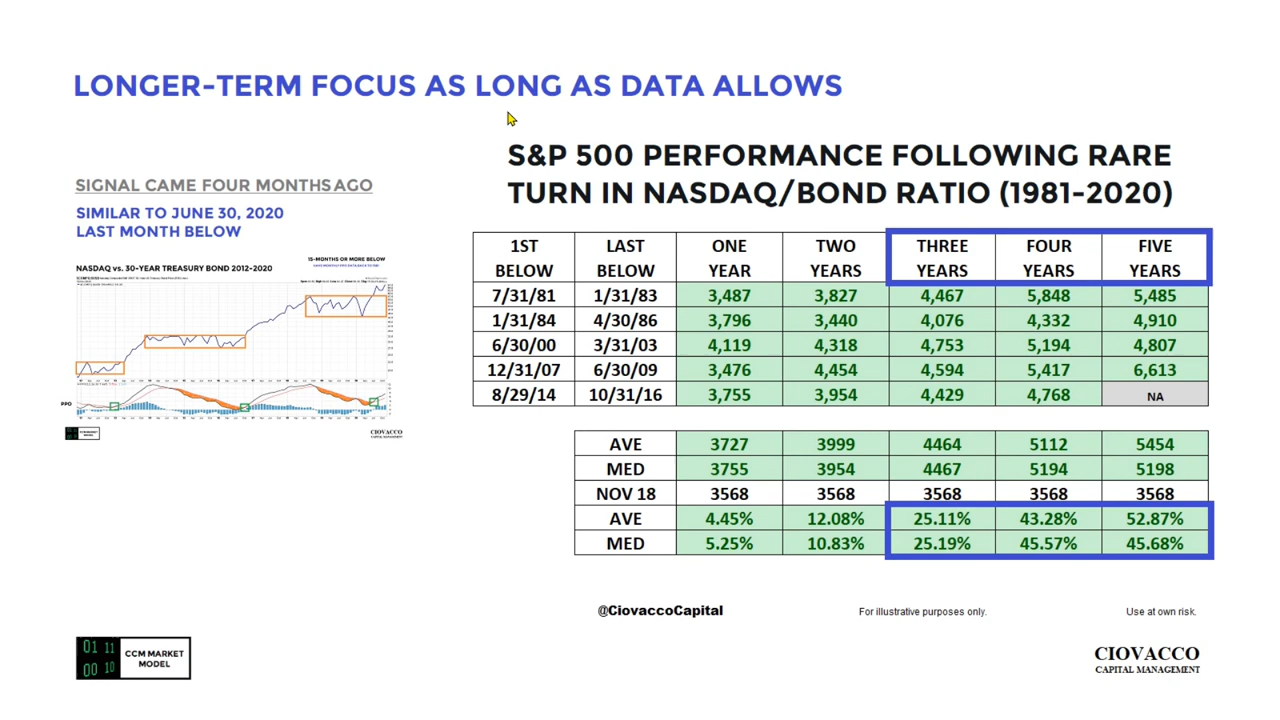 LONGER-TERM FOCUS AS LONG AS DATA ALLOWS
SIGNAL CAME FOUR MONTHS AGO
SIMILAR TO JUNE 30, 2020
LAST MONTH BELOW
15-MONTHS OR MORE BELOW
NASDAQ vs. 30-YEAR TREASURY BOND 2012-2020
PPO
CCM MARKET
MODEL
CIOVACCO
CAPITAL MANAGEMENT
S&P 500 PERFORMANCE FOLLOWING RARE
TURN IN NASDAQ/BOND RATIO (1981-2020)
1ST LAST ONE TWO THREE FOUR FIVE
BELOW BELOW YEAR YEARS YEARS YEARS YEARS
7/31/81 1/31/83 3,487 3,827 4,467 5,848 5,485
1/31/84 4/30/86 3,796 3,440 4,076 4,332 4,910
6/30/00 3/31/03 4,119 4,318 4,753 5,194 4,807
12/31/07 6/30/09 3,476 4,454 4,594 5,417 6,613
8/29/14 10/31/16 3,755 3,954 4,429 4,768 NA
AVE 3727 3999 4464 5112 5454
MED 3755 3954 4467 5194 5198
NOV 18 3568 3568 3568 3568 3568
AVE 4.45% 12.08% 25.11% 43.28% 52.87%
MED 5.25% 10.83% 25.19% 45.57% 45.68%
@CiovaccoCapital For illustrative purposes only. Use at own risk.
01 11
00 10
CCM MARKET
MODEL
CIOVACCO
CAPITAL MANAGEMENT